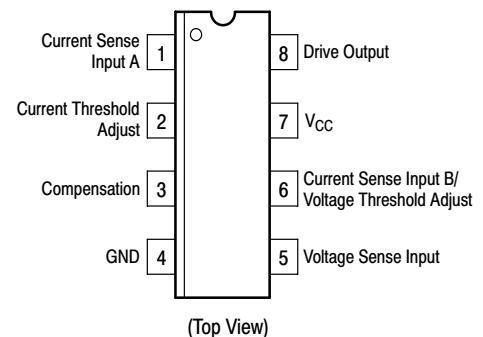 Current Sense
Input A
1
8
Drive Output
Current Threshold
Adjust
2
7
VCC
Compensation
3
6
Current Sense Input B/
Voltage Threshold Adjust
GND
4
5
Voltage Sense Input
(Top View)